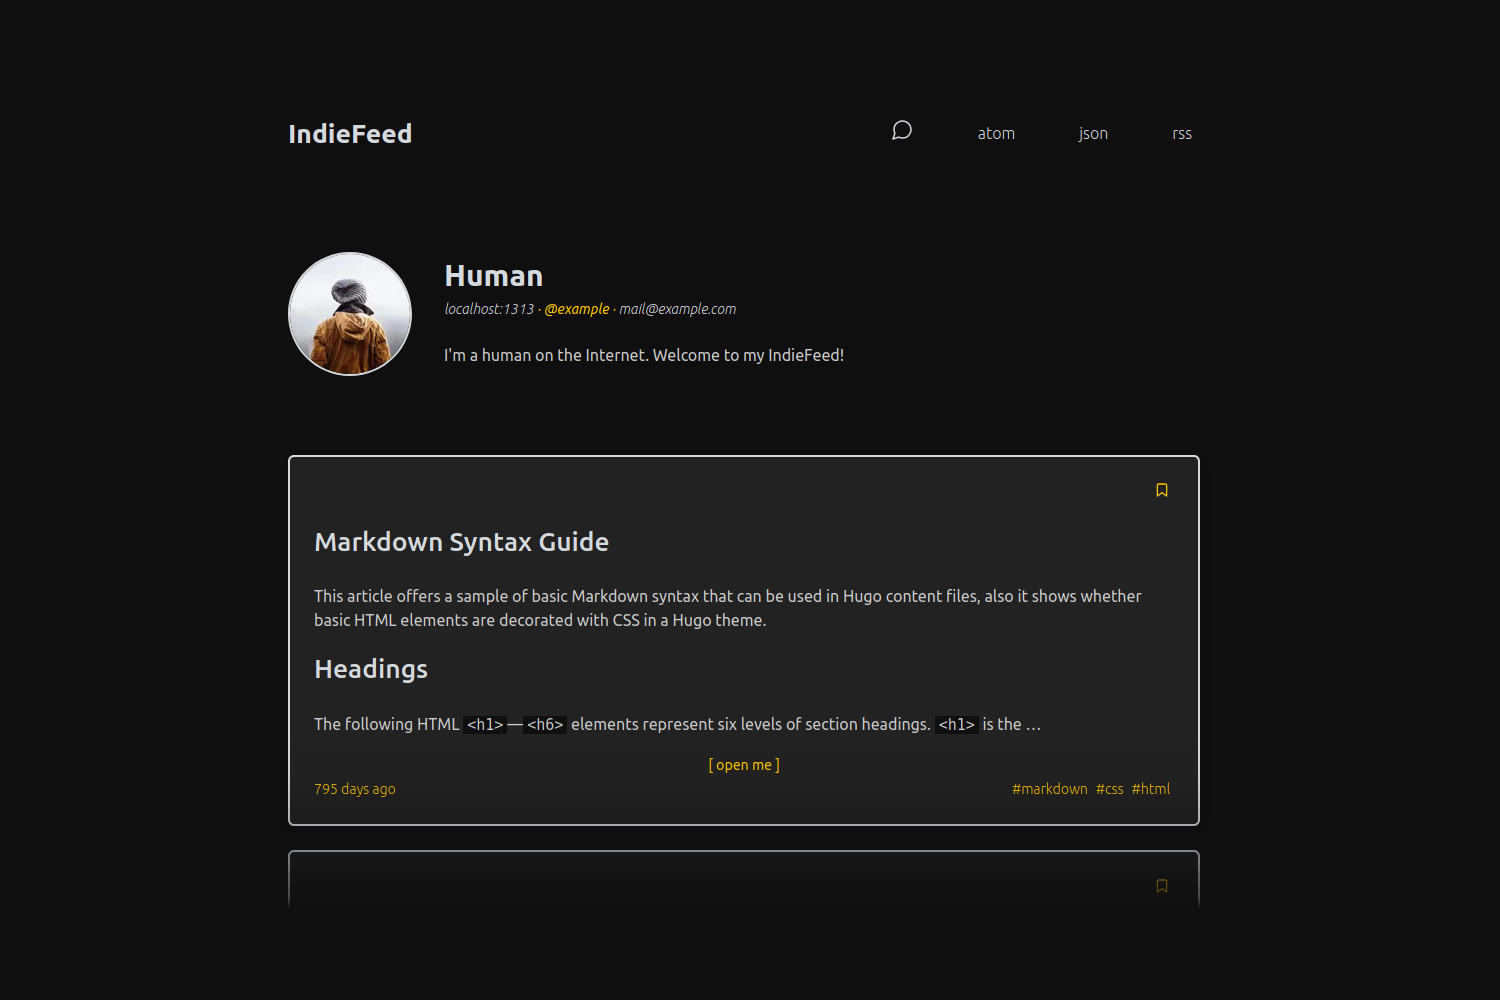 IndieFeed
atom json rss
Human
localhost:1313 · @example · mail@example.com
I'm a human on the Internet. Welcome to my IndieFeed!
Markdown Syntax Guide
This article offers a sample of basic Markdown syntax that can be used in Hugo content files, also it shows whether
basic HTML elements are decorated with CSS in a Hugo theme.
Headings
The following HTML <h1>—<h6> elements represent six levels of section headings. <h1> is the …
[ open me ]
795 days ago #markdown #css #html